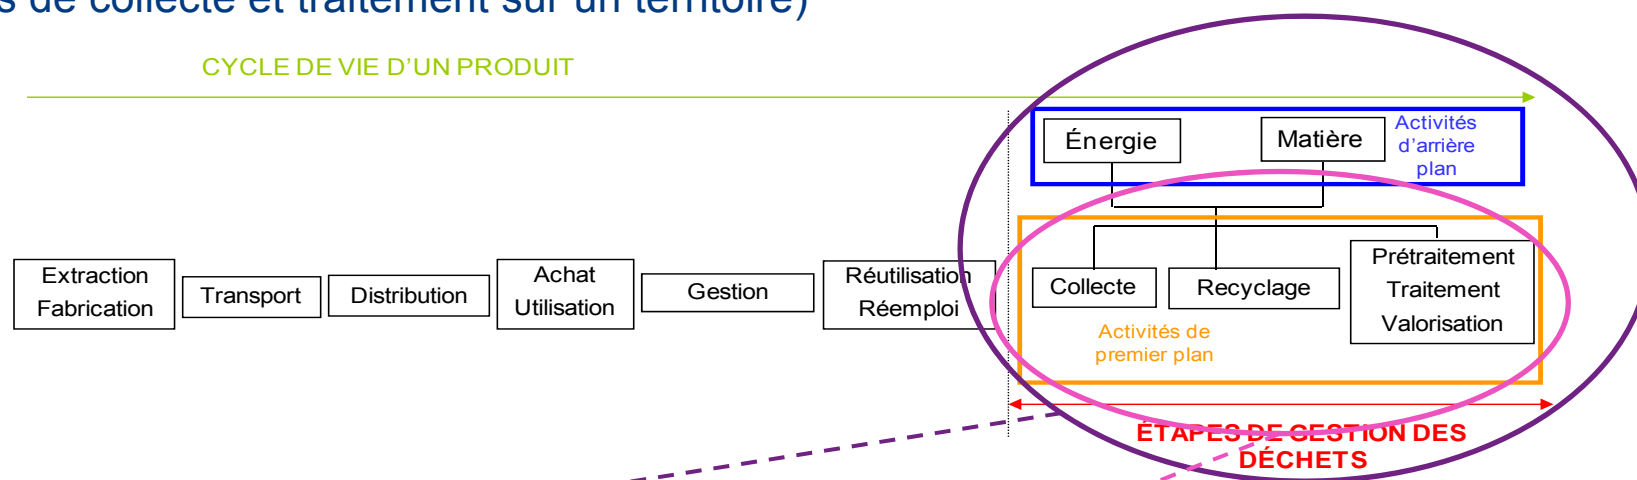 s de collecte et traitement sur un territoire)
CYCLE DE VIE D'UN PRODUIT
Énergie
Matière
Activités
d'arrière
plan
Extraction
Fabrication
Transport
Distribution
Achat
Utilisation
Gestion
Réutilisation
Réemploi
Collecte
Recyclage
Prétraitement
Traitement
Valorisation
Activités de
premier plan
ÉTAPES DE GESTION DES
DÉCHETS